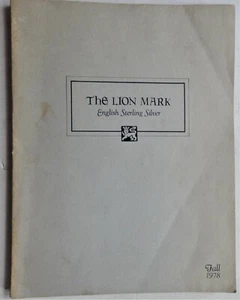 The LION MARK
English Sterling Silver
Fall
1978